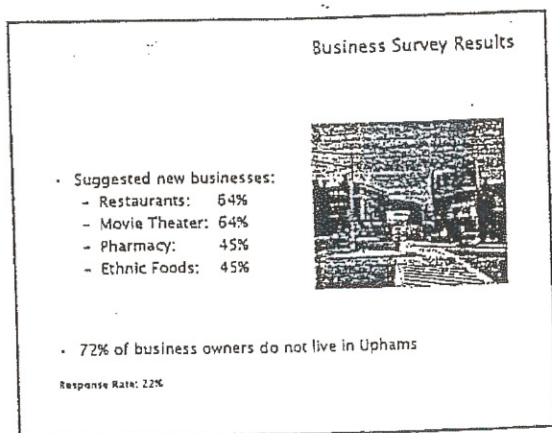 Business Survey Results
• Suggested new businesses:
– Restaurants: 64%
– Movie Theater: 64%
– Pharmacy: 45%
– Ethnic Foods: 45%
• 72% of business owners do not live in Uphams
Response Rate: 22%